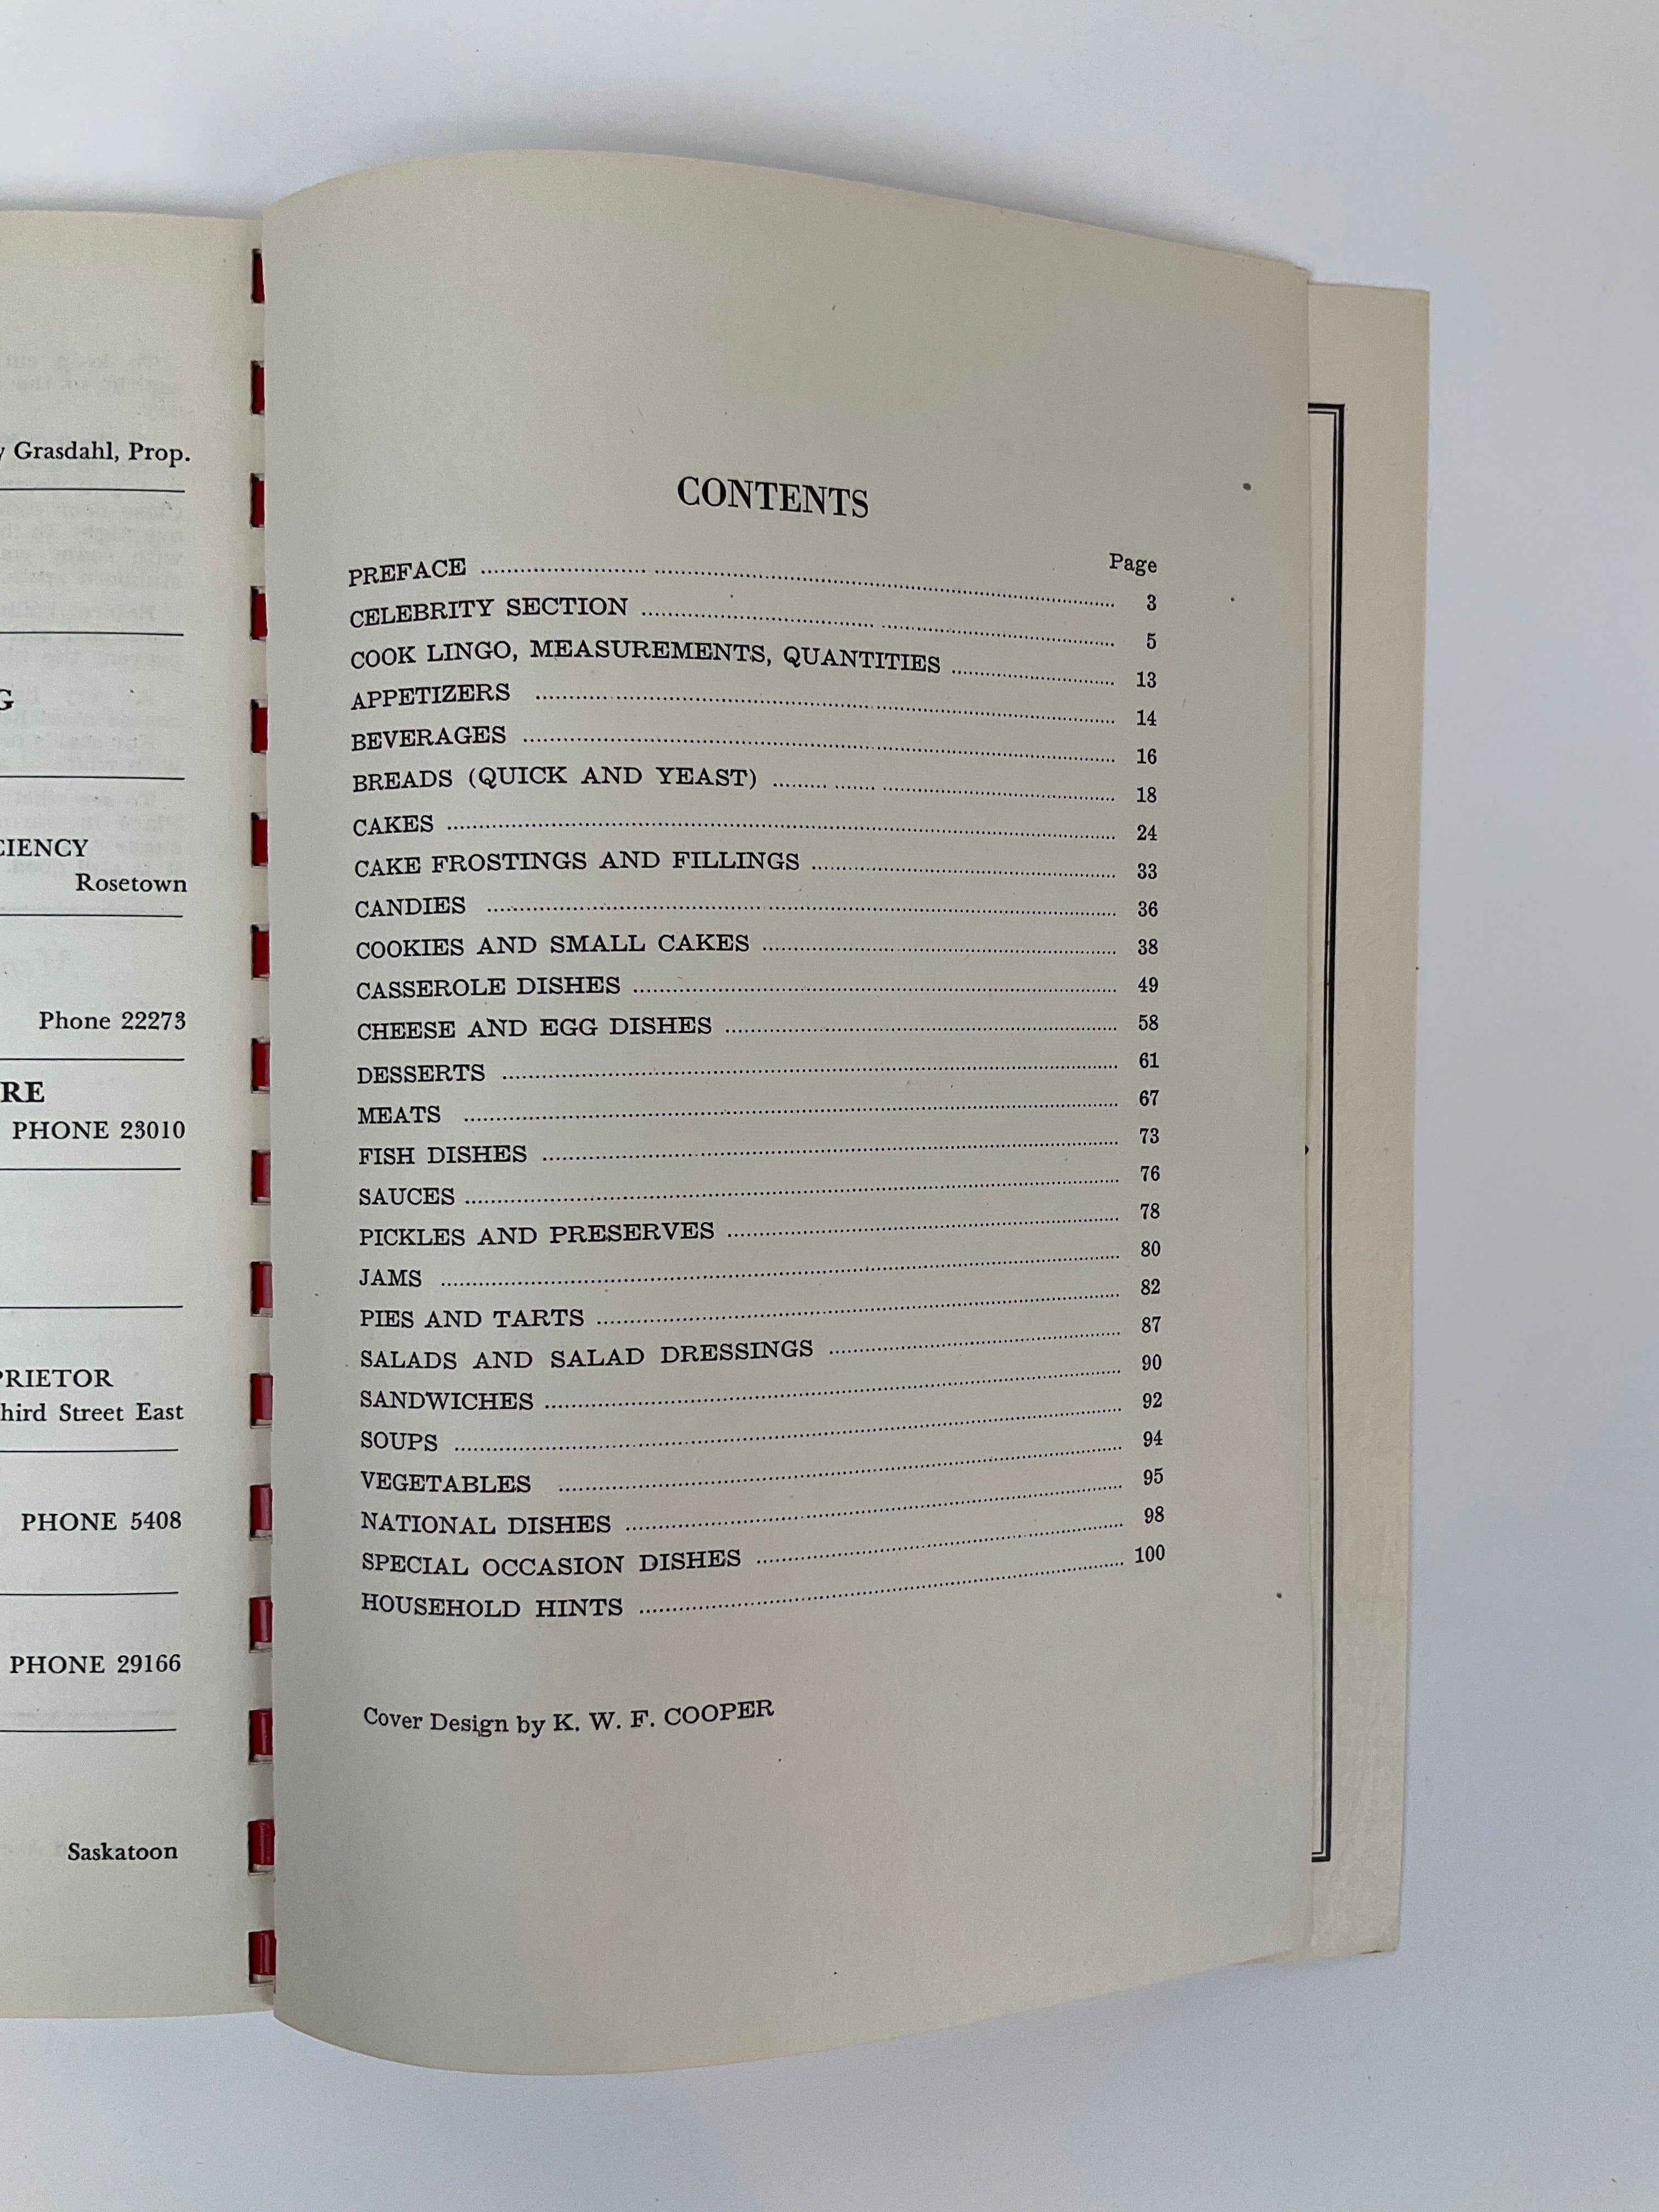 Grasdahl, Prop.
G
CIENCY
Rosetown
Phone 22273
RE
PHONE 23010
PRIETOR
hird Street East
PHONE 5408
PHONE 29166
Saskatoon
CONTENTS
Page
PREFACE ........ 3
CELEBRITY SECTION ........ 5
COOK LINGO, MEASUREMENTS, QUANTITIES ........ 13
APPETIZERS ........ 14
BEVERAGES ........ 16
BREADS (QUICK AND YEAST) ........ 18
CAKES ........ 24
CAKE FROSTINGS AND FILLINGS ........ 33
CANDIES ........ 36
COOKIES AND SMALL CAKES ........ 38
CASSEROLE DISHES ........ 49
CHEESE AND EGG DISHES ........ 58
DESSERTS ........ 61
MEATS ........ 67
FISH DISHES ........ 73
SAUCES ........ 76
PICKLES AND PRESERVES ........ 78
JAMS ........ 80
PIES AND TARTS ........ 82
SALADS AND SALAD DRESSINGS ........ 87
SANDWICHES ........ 90
SOUPS ........ 92
VEGETABLES ........ 94
NATIONAL DISHES ........ 95
SPECIAL OCCASION DISHES ........ 98
HOUSEHOLD HINTS ........ 100
Cover Design by K. W. F. COOPER